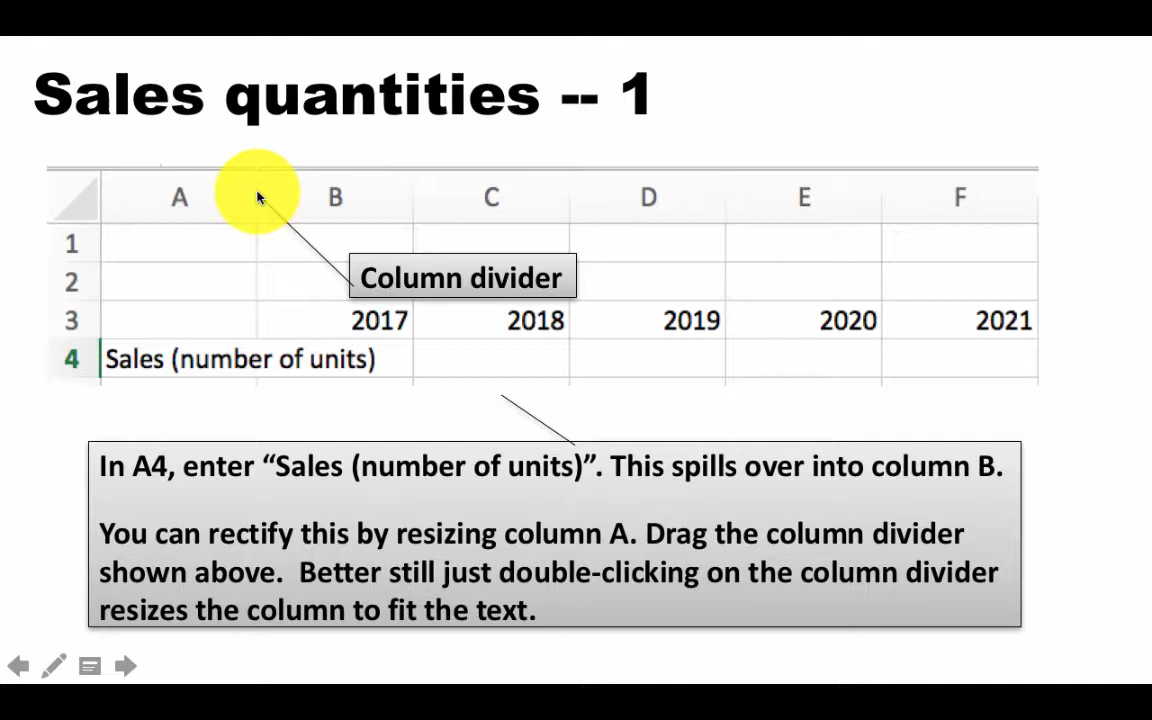 Sales quantities -- 1
A B C D E F
1
Column divider
2
3 2017 2018 2019 2020 2021
4 Sales (number of units)
In A4, enter “Sales (number of units)”. This spills over into column B.
You can rectify this by resizing column A. Drag the column divider
shown above.  Better still just double-clicking on the column divider
resizes the column to fit the text.